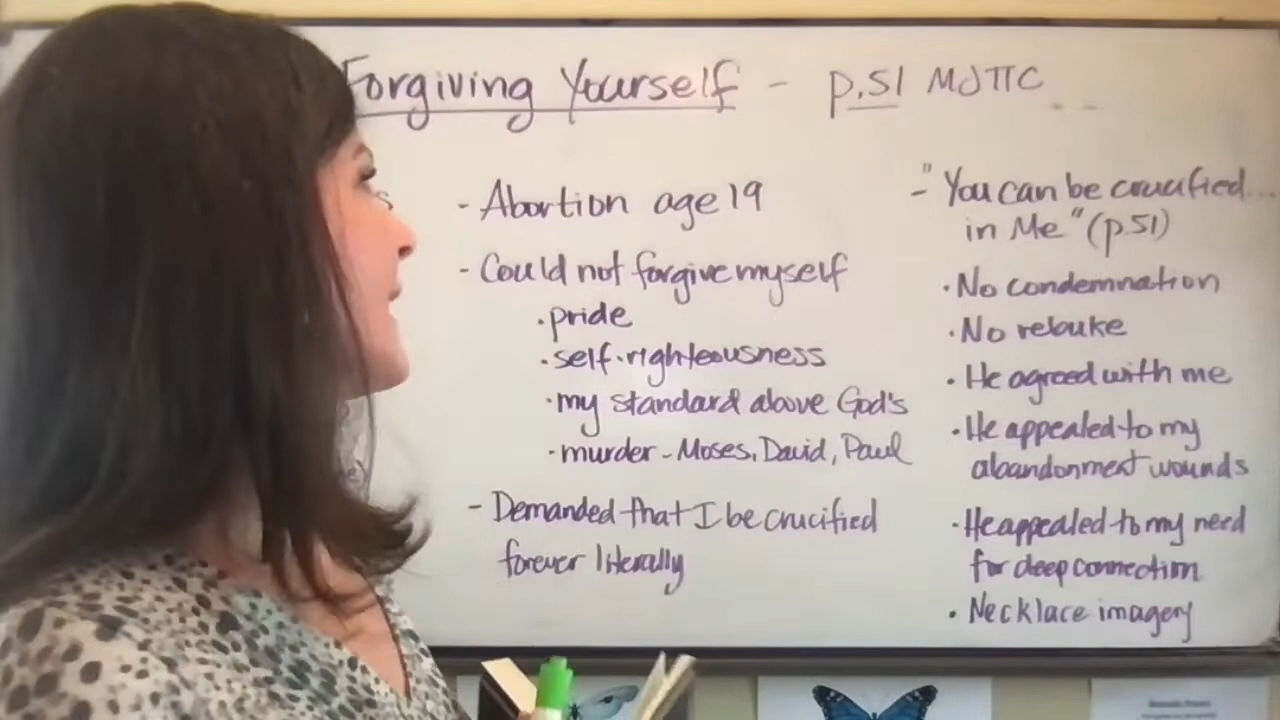 Forgiving Yourself - p.51 MJTTC
- Abortion age 19
- Could not forgive myself
· pride
· self-righteousness
· my standard above God's
· murder - Moses, David, Paul
- Demanded that I be crucified
forever literally
- "You can be crucified...
in Me" (p.51)
· No condemnation
· No rebuke
· He agreed with me
· He appealed to my
abandonment wounds
· He appealed to my need
for deep connection
· Necklace imagery